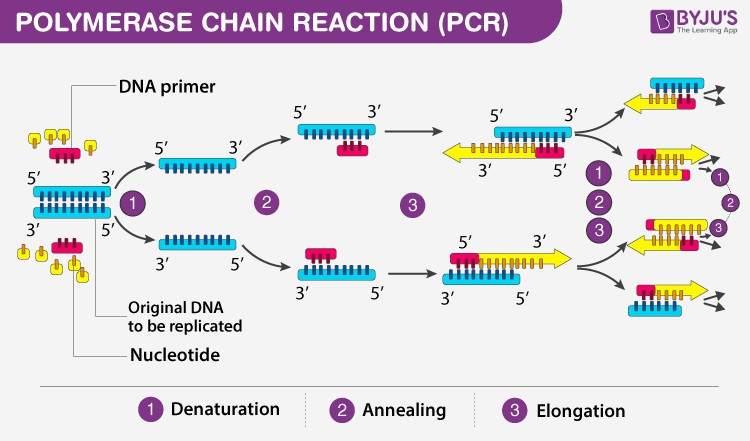 POLYMERASE CHAIN REACTION (PCR)
BYJU'S
The Learning App
DNA primer
5′ 3′
3′ 5′
1
5′ 3′
3′ 5′
2
5′ 3′
3′ 5′
3
5′ 3′
3′ 5′
5′ 3′
3′ 5′
1
2
3
1
2
3
Original DNA
to be replicated
Nucleotide
1 Denaturation
2 Annealing
3 Elongation